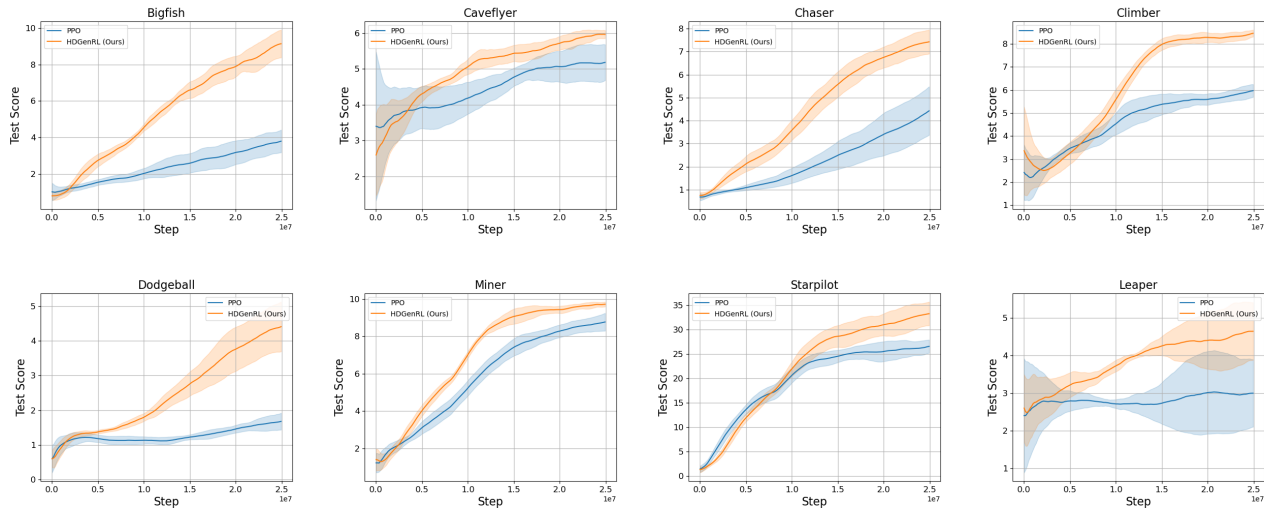 Bigfish
PPO
HDGenRL (Ours)
Test Score
10
8
6
4
2
0.0 0.5 1.0 1.5 2.0 2.5
1e7
Step
Caveflyer
PPO
HDGenRL (Ours)
Test Score
6
5
4
3
2
0.0 0.5 1.0 1.5 2.0 2.5
1e7
Step
Chaser
PPO
HDGenRL (Ours)
Test Score
8
7
6
5
4
3
2
1
0.0 0.5 1.0 1.5 2.0 2.5
1e7
Step
Climber
PPO
HDGenRL (Ours)
Test Score
8
7
6
5
4
3
2
1
0.0 0.5 1.0 1.5 2.0 2.5
1e7
Step
Dodgeball
PPO
HDGenRL (Ours)
Test Score
5
4
3
2
1
0
0.0 0.5 1.0 1.5 2.0 2.5
1e7
Step
Miner
PPO
HDGenRL (Ours)
Test Score
10
8
6
4
2
0.0 0.5 1.0 1.5 2.0 2.5
1e7
Step
Starpilot
PPO
HDGenRL (Ours)
Test Score
35
30
25
20
15
10
5
0
0.0 0.5 1.0 1.5 2.0 2.5
1e7
Step
Leaper
PPO
HDGenRL (Ours)
Test Score
5
4
3
2
1
0.0 0.5 1.0 1.5 2.0 2.5
1e7
Step